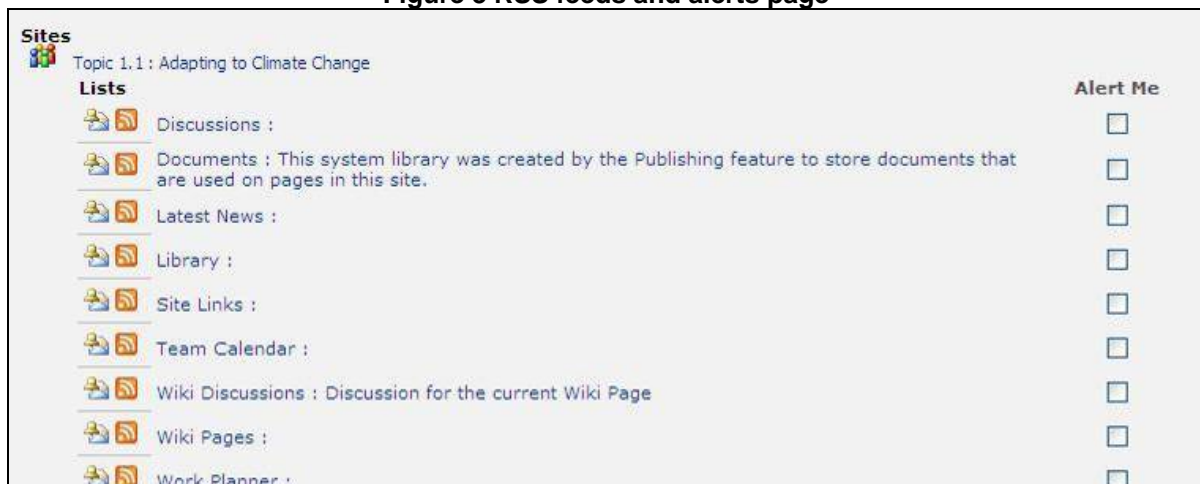 Figure 3 RSS feeds and alerts page
Sites
Topic 1.1 : Adapting to Climate Change
Lists Alert Me
Discussions :
Documents : This system library was created by the Publishing feature to store documents that
are used on pages in this site.
Latest News :
Library :
Site Links :
Team Calendar :
Wiki Discussions : Discussion for the current Wiki Page
Wiki Pages :
Work Planner :